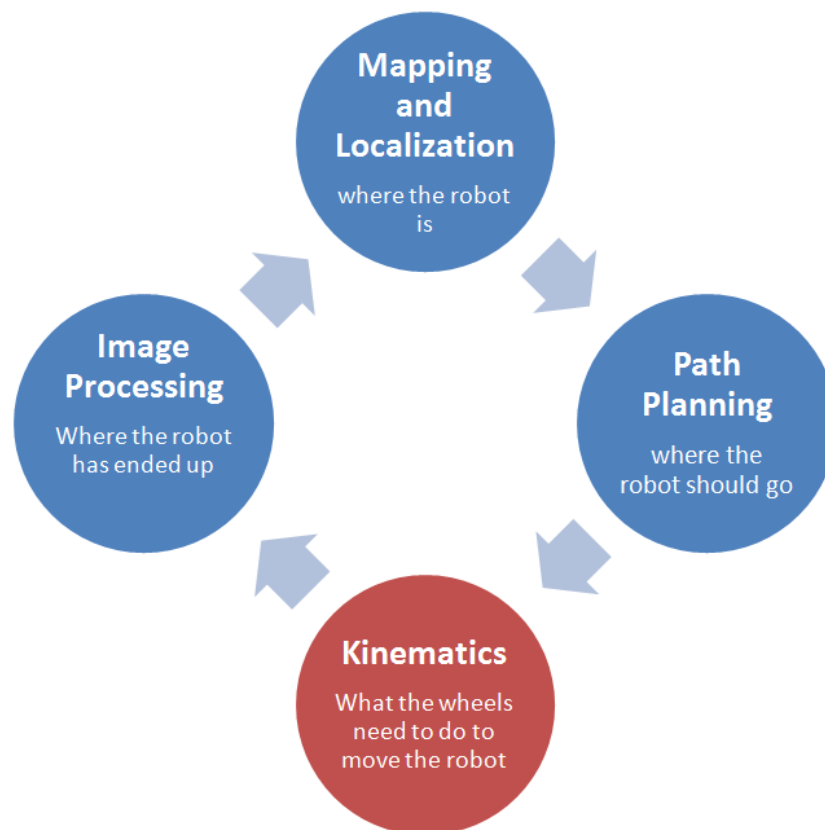 Mapping
and
Localization
where the robot
is
Path
Planning
where the
robot should go
Kinematics
What the wheels
need to do to
move the robot
Image
Processing
Where the robot
has ended up